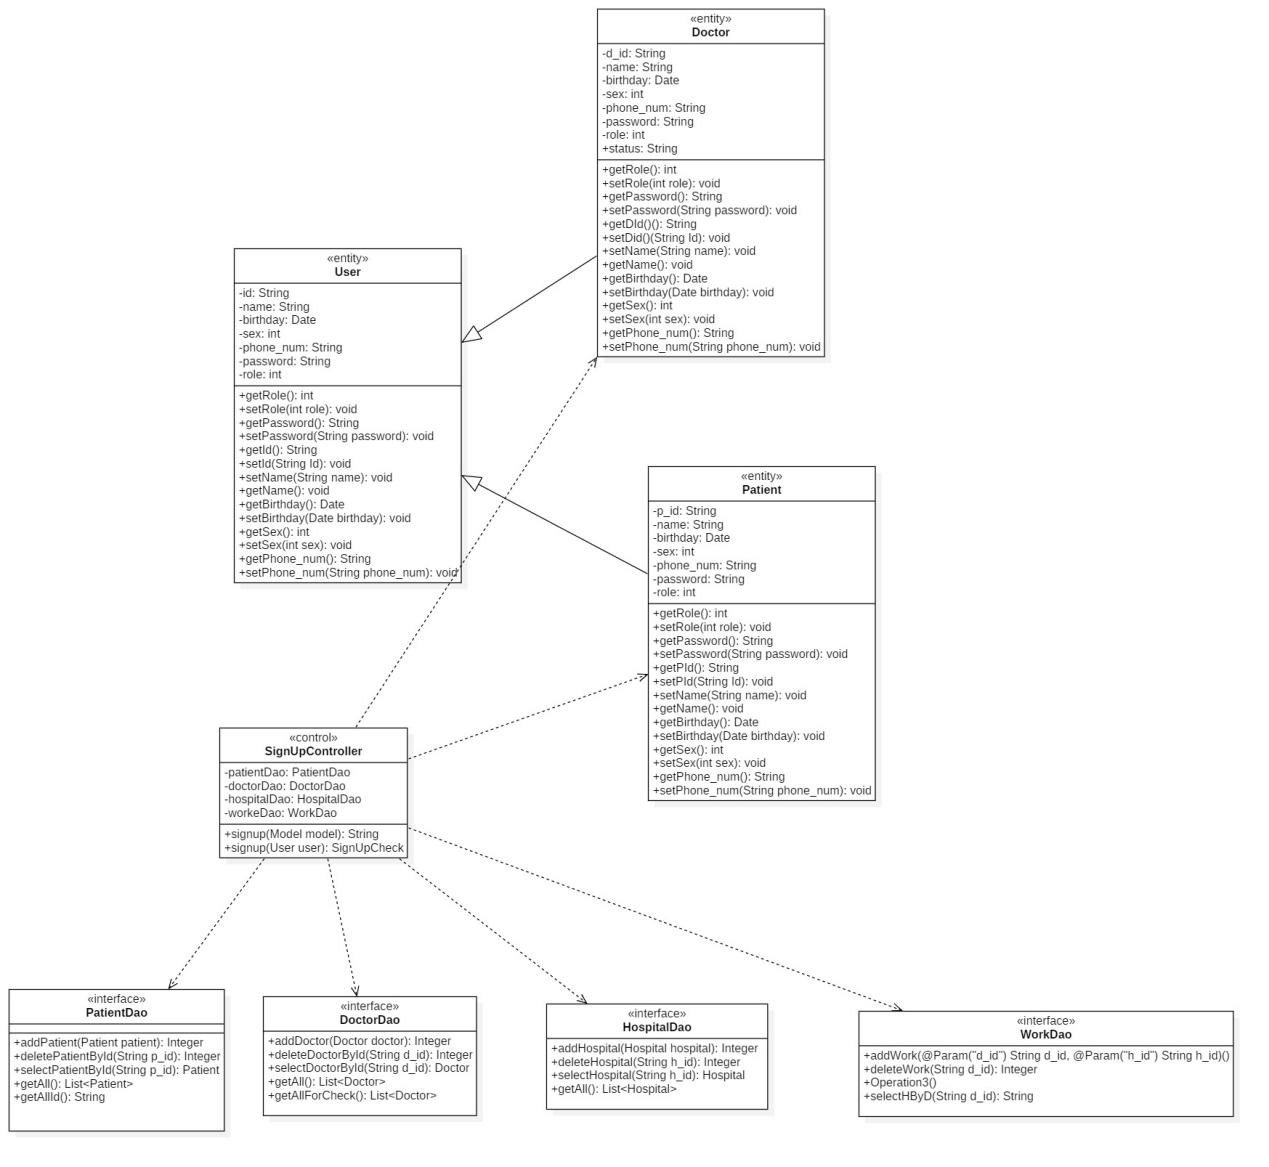 «entity»
Doctor
-d_id: String
-name: String
-birthday: Date
-sex: int
-phone_num: String
-password: String
-role: int
+status: String
+getRole(): int
+setRole(int role): void
+getPassword(): String
+setPassword(String password): void
+getDId()(): String
+setDid()(String Id): void
+setName(String name): void
+getName(): void
+getBirthday(): Date
+setBirthday(Date birthday): void
+getSex(): int
+setSex(int sex): void
+getPhone_num(): String
+setPhone_num(String phone_num): void
«entity»
User
-id: String
-name: String
-birthday: Date
-sex: int
-phone_num: String
-password: String
-role: int
+getRole(): int
+setRole(int role): void
+getPassword(): String
+setPassword(String password): void
+getId(): String
+setId(String Id): void
+setName(String name): void
+getName(): void
+getBirthday(): Date
+setBirthday(Date birthday): void
+getSex(): int
+setSex(int sex): void
+getPhone_num(): String
+setPhone_num(String phone_num): void
«entity»
Patient
-p_id: String
-name: String
-birthday: Date
-sex: int
-phone_num: String
-password: String
-role: int
+getRole(): int
+setRole(int role): void
+getPassword(): String
+setPassword(String password): void
+getPId(): String
+setPId(String Id): void
+setName(String name): void
+getName(): void
+getBirthday(): Date
+setBirthday(Date birthday): void
+getSex(): int
+setSex(int sex): void
+getPhone_num(): String
+setPhone_num(String phone_num): void
«control»
SignUpController
-patientDao: PatientDao
-doctorDao: DoctorDao
-hospitalDao: HospitalDao
-workeDao: WorkDao
+signup(Model model): String
+signup(User user): SignUpCheck
«interface»
PatientDao
+addPatient(Patient patient): Integer
+deletePatientById(String p_id): Integer
+selectPatientById(String p_id): Patient
+getAll(): List<Patient>
+getAllId(): String
«interface»
DoctorDao
+addDoctor(Doctor doctor): Integer
+deleteDoctorById(String d_id): Integer
+selectDoctorById(String d_id): Doctor
+getAll(): List<Doctor>
+getAllForCheck(): List<Doctor>
«interface»
HospitalDao
+addHospital(Hospital hospital): Integer
+deleteHospital(String h_id): Integer
+selectHospital(String h_id): Hospital
+getAll(): List<Hospital>
«interface»
WorkDao
+addWork(@Param("d_id") String d_id, @Param("h_id") String h_id)()
+deleteWork(String d_id): Integer
+Operation3()
+selectHByD(String d_id): String